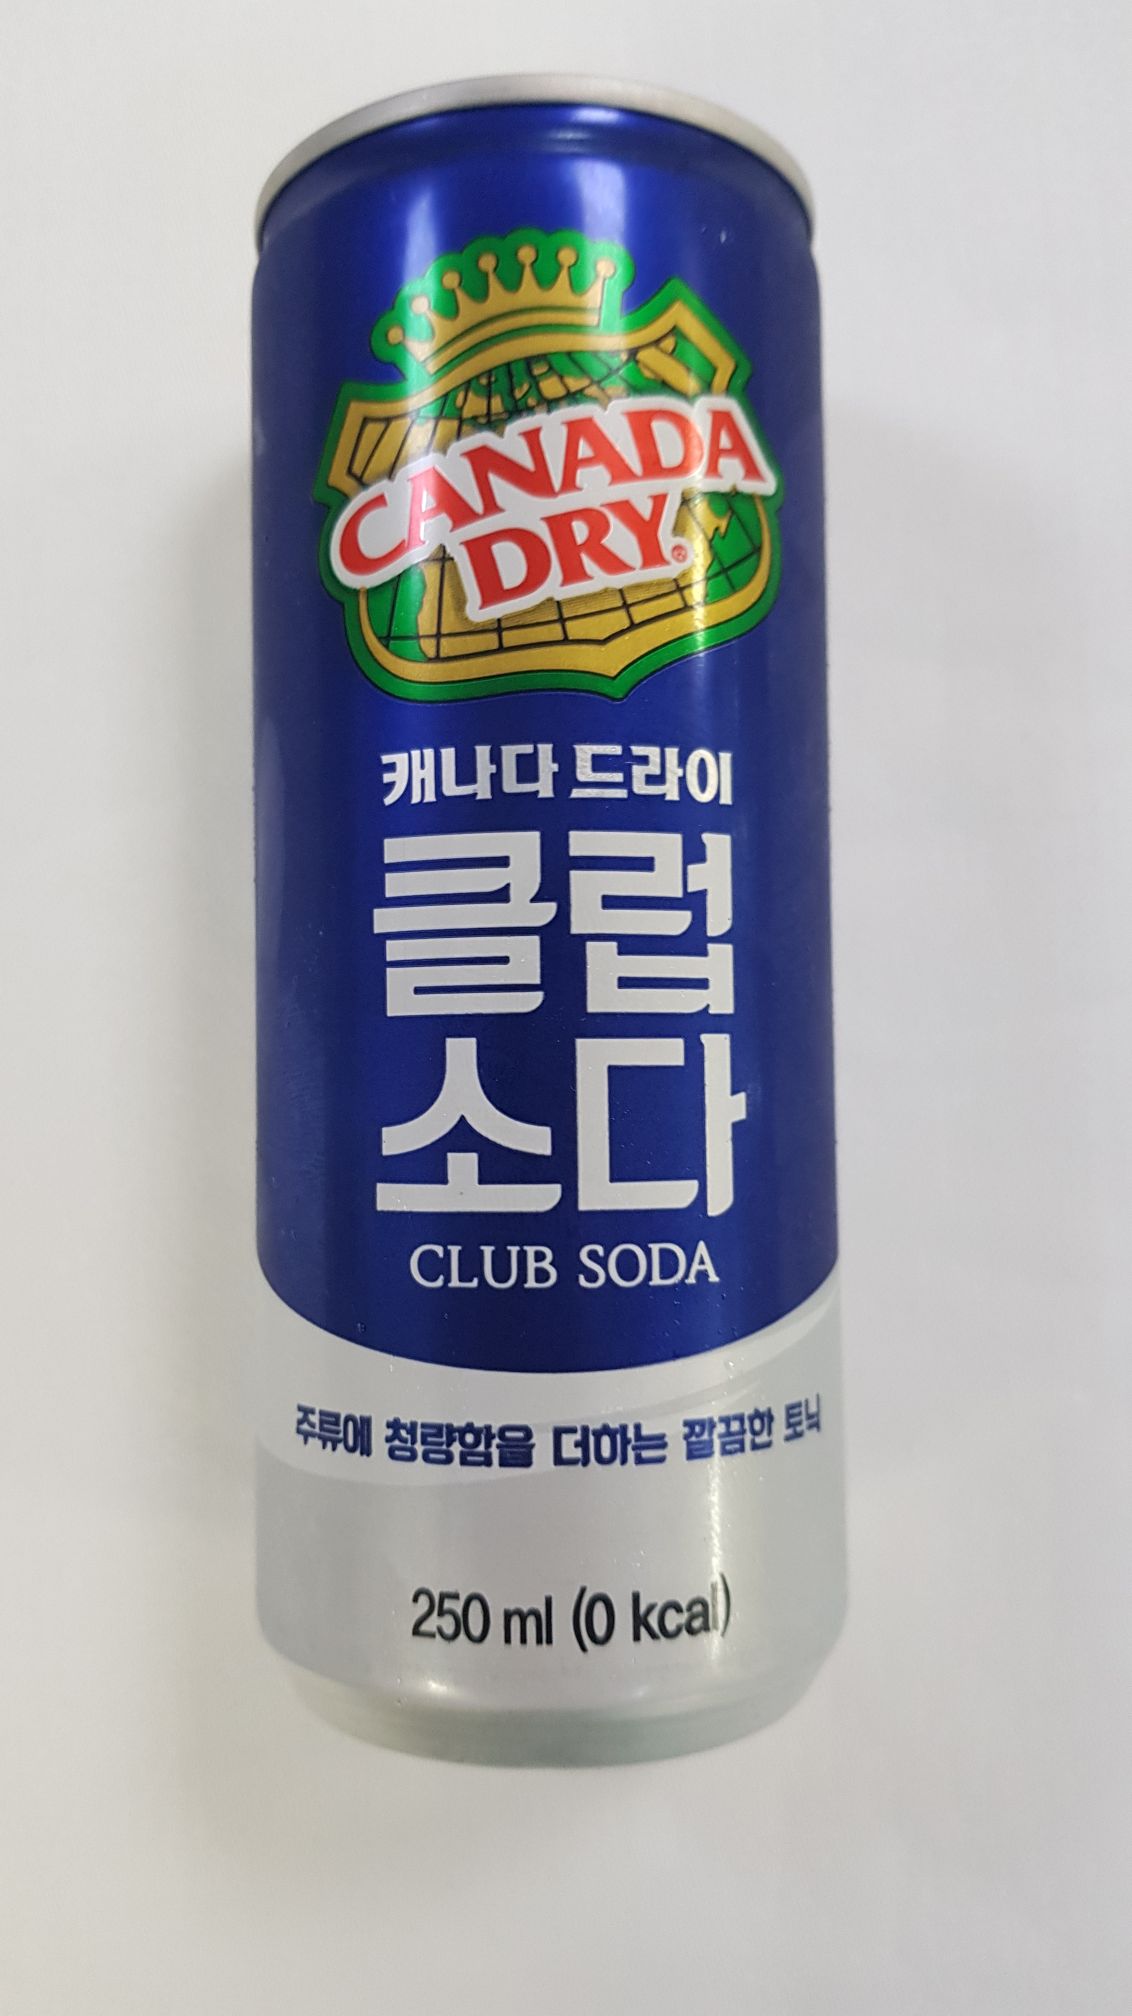 CANADA
DRY®
캐나다 드라이
클럽
소다
CLUB SODA
주류에 청량함을 더하는 깔끔한 토닉
250 ml (0 kcal)